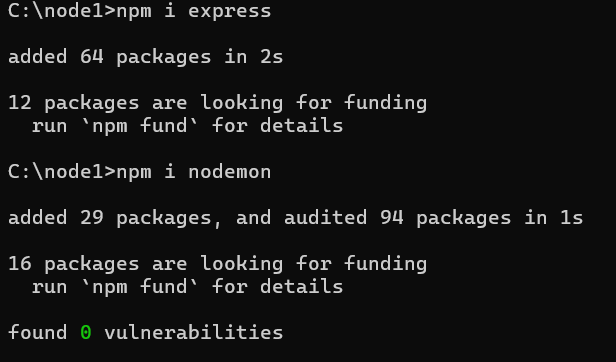 C:\node1>npm i express
added 64 packages in 2s
12 packages are looking for funding
  run `npm fund` for details
C:\node1>npm i nodemon
added 29 packages, and audited 94 packages in 1s
16 packages are looking for funding
  run `npm fund` for details
found 0 vulnerabilities